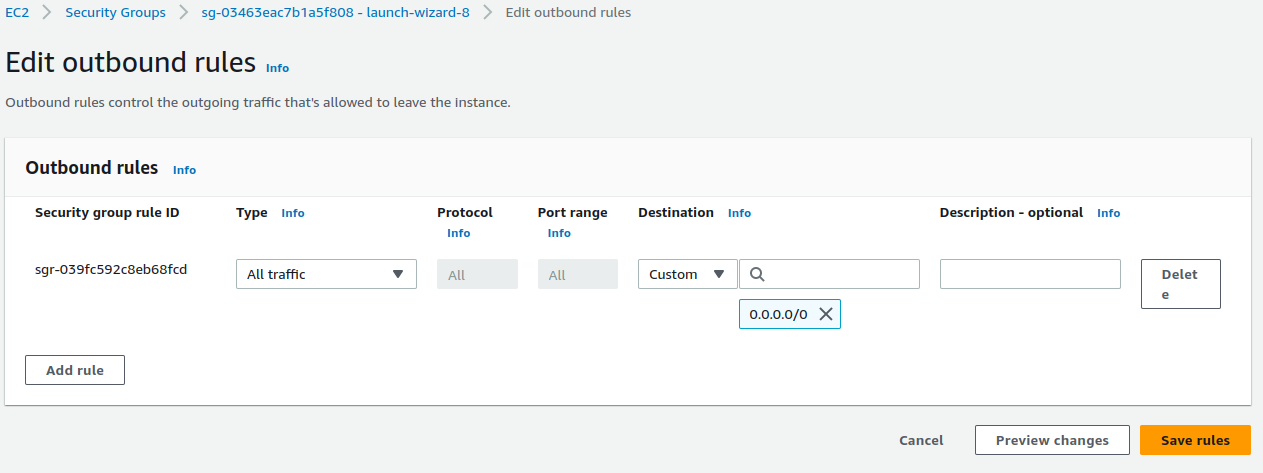 EC2 Security Groups sg-03463eac7b1a5f808 - launch-wizard-8 Edit outbound rules
Edit outbound rules Info
Outbound rules control the outgoing traffic that's allowed to leave the instance.
Outbound rules Info
Security group rule ID Type Info Protocol Port range Destination Info Description - optional Info
Info Info
sgr-039fc592c8eb68fcd All traffic All All Custom Delet
e
0.0.0.0/0
Add rule
Cancel Preview changes Save rules